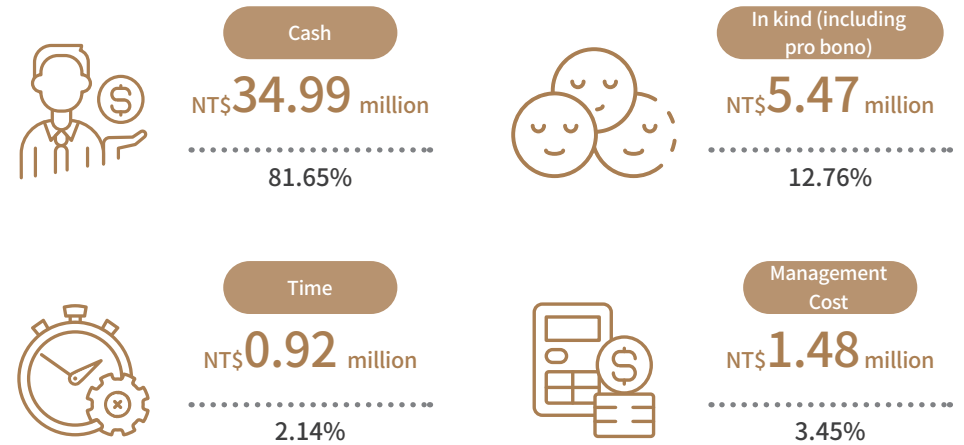 Cash
NT$34.99 million
81.65%
In kind (including
pro bono)
NT$5.47 million
12.76%
Time
NT$0.92 million
2.14%
Management
Cost
NT$1.48 million
3.45%